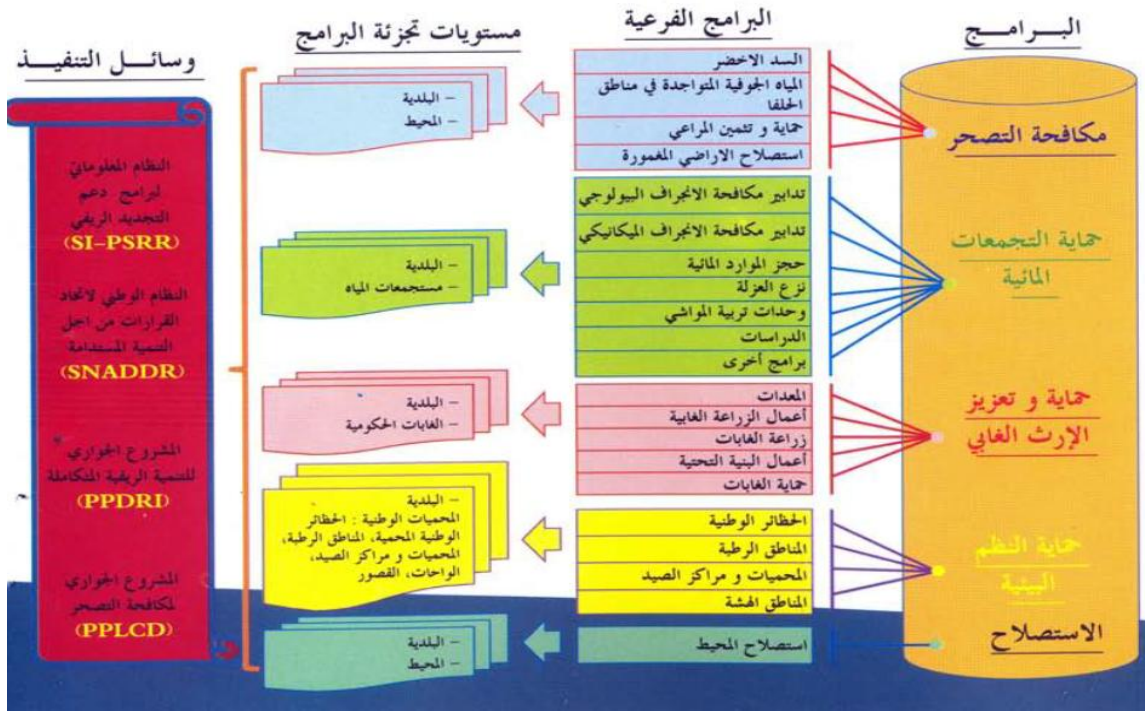 البرامــج
البرامج الفرعية
مستويات تجزئة البرامج
وسائل التنفيذ
مكافحة التصحر
السد الاخضر
المياه الجوفية المتواجدة في مناطق
الحلفا
حماية و تثمين المراعي
استصلاح الاراضي المغمورة
– البلدية
– المحيط
حماية التجمعات
المائية
تدابير مكافحة الانجراف البيولوجي
تدابير مكافحة الانجراف الميكانيكي
حجز الموارد المائية
نزع العزلة
وحدات تربية المواشي
الدراسات
برامج أخرى
– البلدية
– مستجمعات المياه
حماية و تعزيز
الإرث الغابي
المعدات
أعمال الزراعة الغابية
زراعة الغابات
أعمال البنية التحتية
حماية الغابات
– البلدية
– الغابات الحكومية
حماية النظم
البيئية
الحظائر الوطنية
المناطق الرطبة
المحميات و مراكز الصيد
المناطق الهشة
– البلدية
المحميات الوطنية : الحظائر
الوطنية المحمية، المناطق الرطبة،
المحميات و مراكز الصيد،
الواحات، القصور
الاستصلاح
استصلاح المحيط
– البلدية
– المحيط
النظام المعلوماتي
لبرامج دعم
التجديد الريفي
(SI-PSRR)
النظام الوطني لاتخاد
القرارات من اجل
التنمية المستدامة
(SNADDR)
المشروع الجواري
للتنمية الريفية المتكاملة
(PPDRI)
المشروع الجواري
لمكافحة التصحر
(PPLCD)